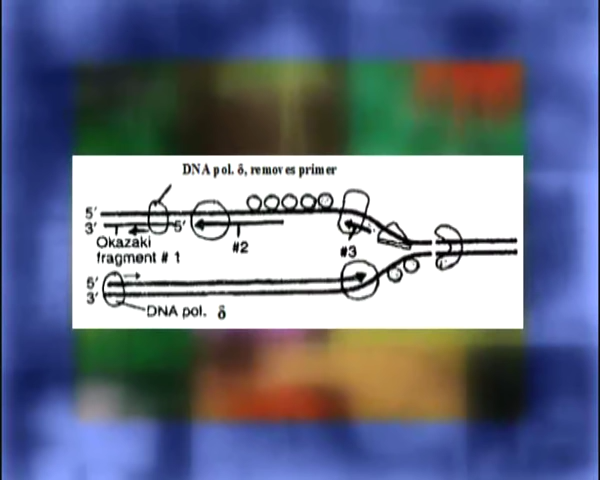 DNA pol. δ, removes primer
5′
3′
5′
Okazaki
fragment # 1
#2
#3
5′
3′
DNA pol. δ